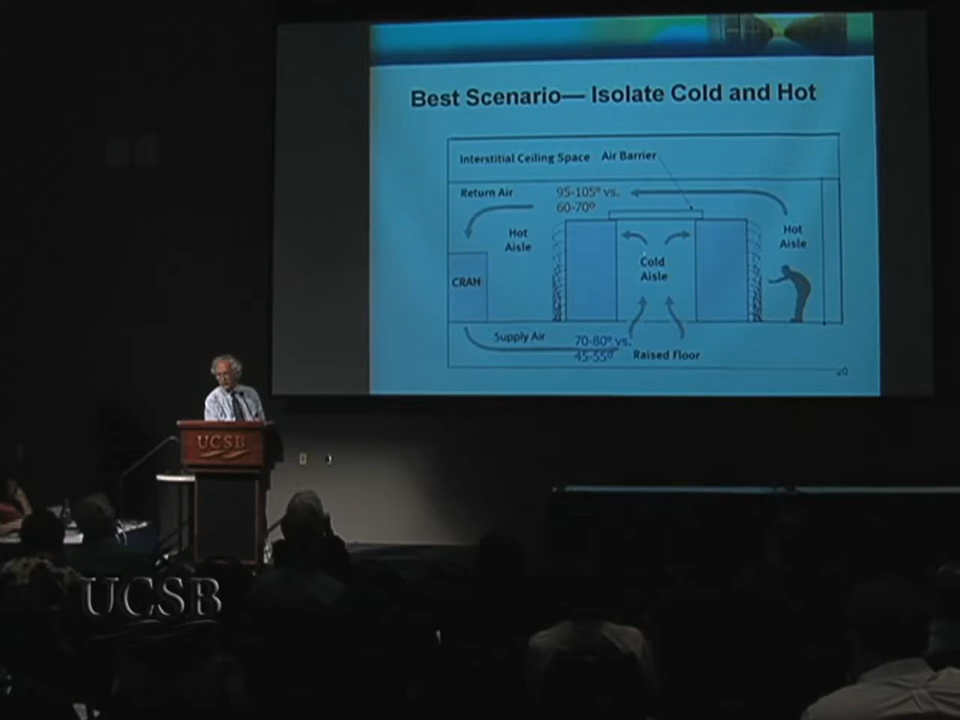 Best Scenario— Isolate Cold and Hot
Interstitial Ceiling Space Air Barrier
Return Air
95-105º vs.
60-70º
Hot
Aisle
Hot
Aisle
Cold
Aisle
CRAH
Supply Air
70-80º vs.
45-55º
Raised Floor
UCSB
UCSB